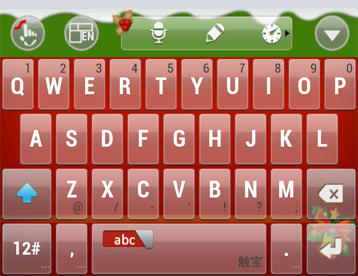 EN
1 2 3 4 5 6 7 8 9 0
Q W E R T Y U I O P
A S D F G H J K L
Z X C V B N M
@ / - ' ! ? ;
12# , abc 触宝 .
... ... ...